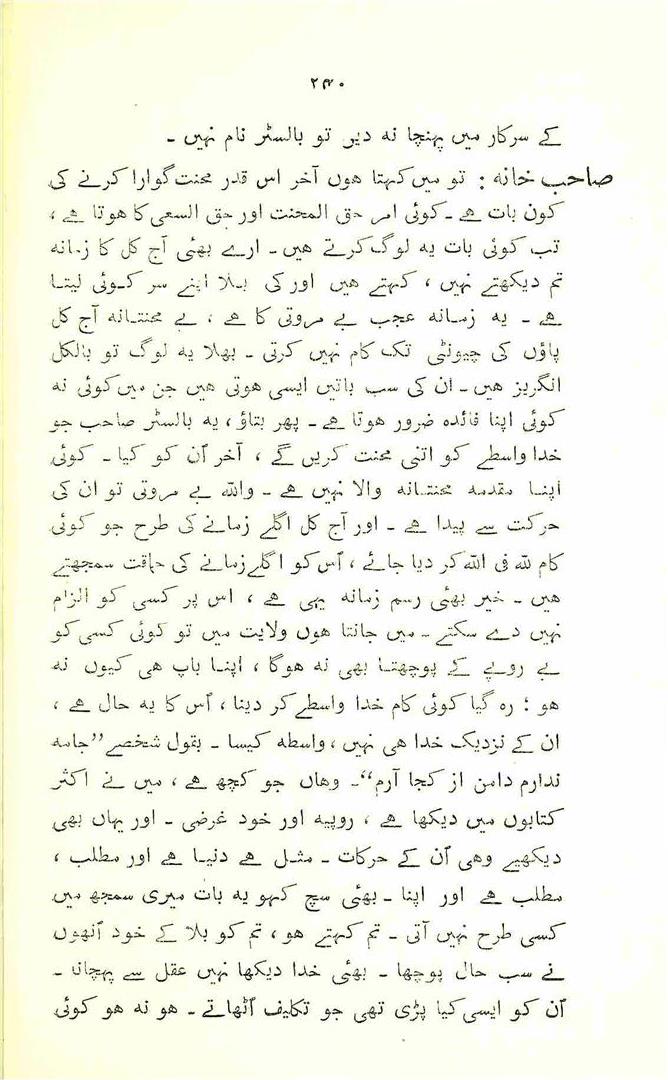 ۲۴۰
کے سرکار میں پہنچا نہ دیں تو بالسٹر نام نہیں ۔
صاحب خانہ : تو میں کہتا ہوں آخر اس قدر محنت گوارا کرنے کی
کون بات ہے ۔ کوئی امر حق المحنت اور حق السعی کا ہوتا ہے ،
تب کوئی بات یہ لوگ کرتے ہیں ۔ ارے بھئی آج کل کا زمانہ
تم دیکھتے نہیں ، کہتے ہیں اور کی بلا اپنے سر کوئی لیتا
ہے ۔ یہ زمانہ عجب بے مروتی کا ہے ، بے محنتانہ آج کل
پاؤں کی چیونٹی تک کام نہیں کرتی ۔ بھلا یہ لوگ تو بالکل
انگریز ہیں ۔ ان کی سب باتیں ایسی ہوتی ہیں جن میں کوئی نہ
کوئی اپنا فائدہ ضرور ہوتا ہے ۔ پھر بتاؤ ، یہ بالسٹر صاحب جو
خدا واسطے کو اتنی محنت کریں گے ، آخر اُن کو کیا ۔ کوئی
اپنا مقدمہ محنتانہ والا نہیں ہے ۔ واللہ بے مروتی تو ان کی
حرکت سے پیدا ہے ۔ اور آج کل اگلے زمانے کی طرح جو کوئی
کام للہ فی اللہ کر دیا جائے ، اُس کو اگلے زمانے کی حماقت سمجھتے
ہیں ۔ خیر بھئی رسم زمانہ یہی ہے ، اس پر کسی کو الزام
نہیں دے سکتے ۔ میں جانتا ہوں ولایت میں تو کوئی کسی کو
بے روپے کے پوچھتا بھی نہ ہوگا ، اپنا باپ ہی کیوں نہ
ہو ؛ رہ گیا کوئی کام خدا واسطے کر دینا ، اُس کا یہ حال ہے ،
ان کے نزدیک خدا ہی نہیں ، واسطہ کیسا ۔ بقول شخصے ”جامہ
ندارم دامن از کجا آرم“ ۔ وہاں جو کچھ ہے ، میں نے اکثر
کتابوں میں دیکھا ہے ، روپیہ اور خود غرضی ۔ اور یہاں بھی
دیکھیے وہی اُن کے حرکات ۔ مثل ہے دنیا ہے اور مطلب ،
مطلب ہے اور اپنا ۔ بھئی سچ کہو یہ بات میری سمجھ میں
کسی طرح نہیں آتی ۔ تم کہتے ہو ، تم کو بلا کے خود اُنھوں
نے سب حال پوچھا ۔ بھئی خدا دیکھا نہیں عقل سے پہچانا ۔
اُن کو ایسی کیا پڑی تھی جو تکلیف اُٹھاتے ۔ ہو نہ ہو کوئی